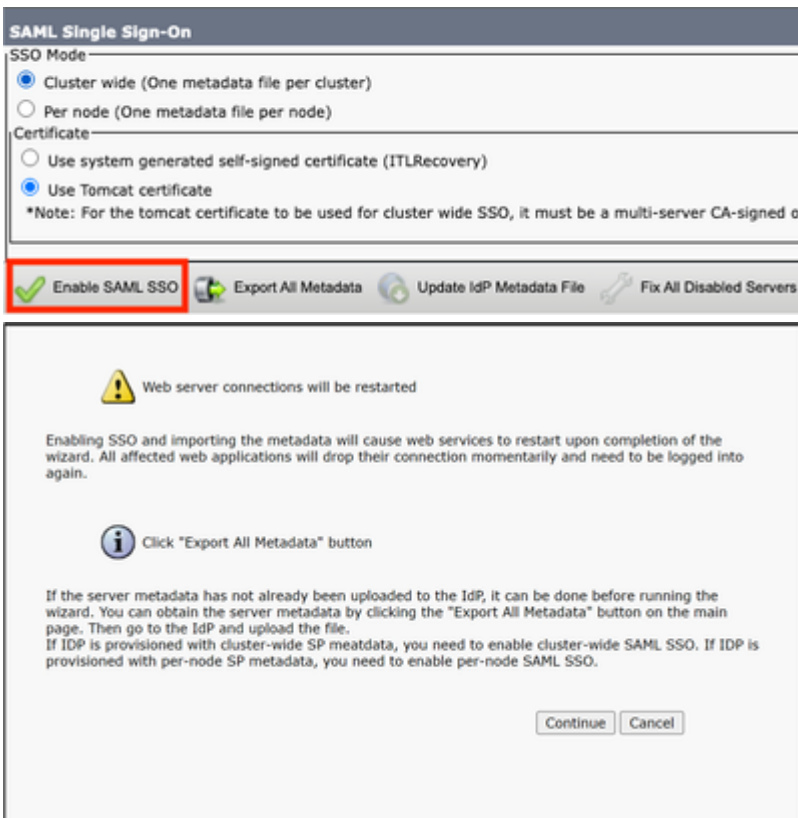 SAML Single Sign-On
SSO Mode
Cluster wide (One metadata file per cluster)
Per node (One metadata file per node)
Certificate
Use system generated self-signed certificate (ITLRecovery)
Use Tomcat certificate
*Note: For the tomcat certificate to be used for cluster wide SSO, it must be a multi-server CA-signed
Enable SAML SSO Export All Metadata Update IdP Metadata File Fix All Disabled Servers
Web server connections will be restarted
Enabling SSO and importing the metadata will cause web services to restart upon completion of the
wizard. All affected web applications will drop their connection momentarily and need to be logged into
again.
Click "Export All Metadata" button
If the server metadata has not already been uploaded to the IdP, it can be done before running the
wizard. You can obtain the server metadata by clicking the "Export All Metadata" button on the main
page. Then go to the IdP and upload the file.
If IDP is provisioned with cluster-wide SP meatdata, you need to enable cluster-wide SAML SSO. If IDP is
provisioned with per-node SP metadata, you need to enable per-node SAML SSO.
Continue Cancel